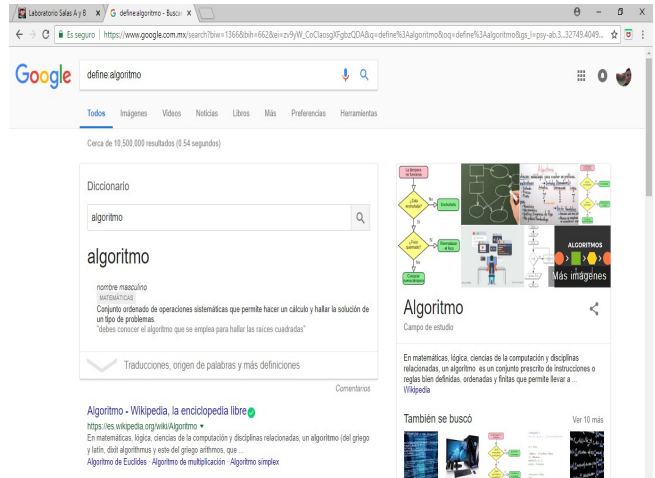 Laboratorio Salas A y B
define:algoritmo - Buscar
Es seguro
https://www.google.com.mx/search?biw=1366&bih=662&ei=zv9yW_CoClaosgXFgbzQDA&q=define%3Aalgoritmo&oq=define%3Aalgoritmo&gs_l=psy-ab.3...32749.4049...
Google
define:algoritmo
Todos Imágenes Videos Noticias Libros Más Preferencias Herramientas
Cerca de 10,500,000 resultados (0.54 segundos)
Diccionario
algoritmo
algoritmo
nombre masculino
MATEMÁTICAS
Conjunto ordenado de operaciones sistemáticas que permite hacer un cálculo y hallar la solución de
un tipo de problemas.
"debes conocer el algoritmo que se emplea para hallar las raíces cuadradas"
Traducciones, origen de palabras y más definiciones
Comentarios
Algoritmo - Wikipedia, la enciclopedia libre
https://es.wikipedia.org/wiki/Algoritmo
En matemáticas, lógica, ciencias de la computación y disciplinas relacionadas, un algoritmo (del griego
y latín, dixit algorithmus y este del griego arithmos, que ...
Algoritmo de Euclides · Algoritmo de multiplicación · Algoritmo símplex
No
Si
No
ALGORITMOS
Más imágenes
Algoritmo
Campo de estudio
En matemáticas, lógica, ciencias de la computación y disciplinas
relacionadas, un algoritmo es un conjunto prescrito de instrucciones o
reglas bien definidas, ordenadas y finitas que permite llevar a ...
Wikipedia
También se buscó
Ver 10 más